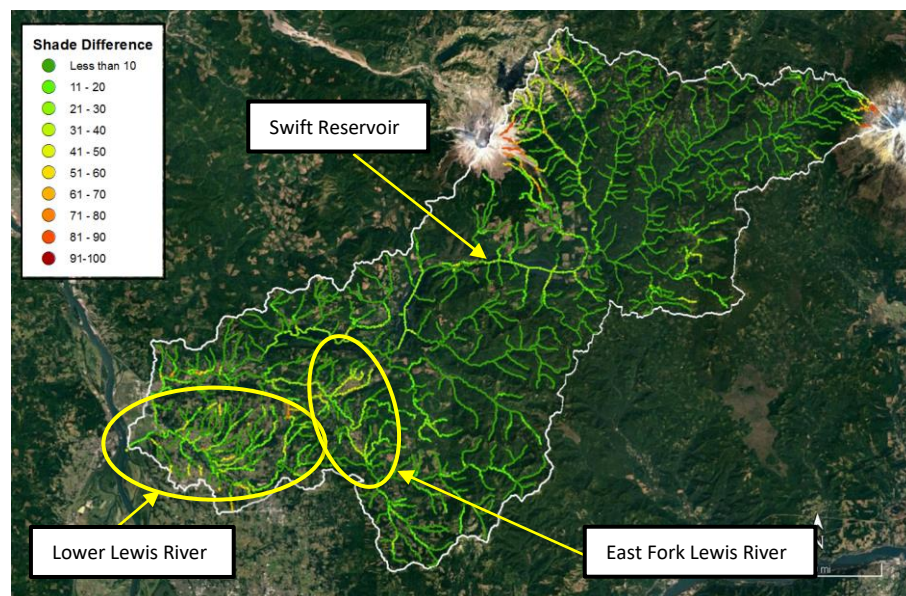 Shade Difference
Less than 10
11 - 20
21 - 30
31 - 40
41 - 50
51 - 60
61 - 70
71 - 80
81 - 90
91-100
Swift Reservoir
Lower Lewis River
East Fork Lewis River
mi